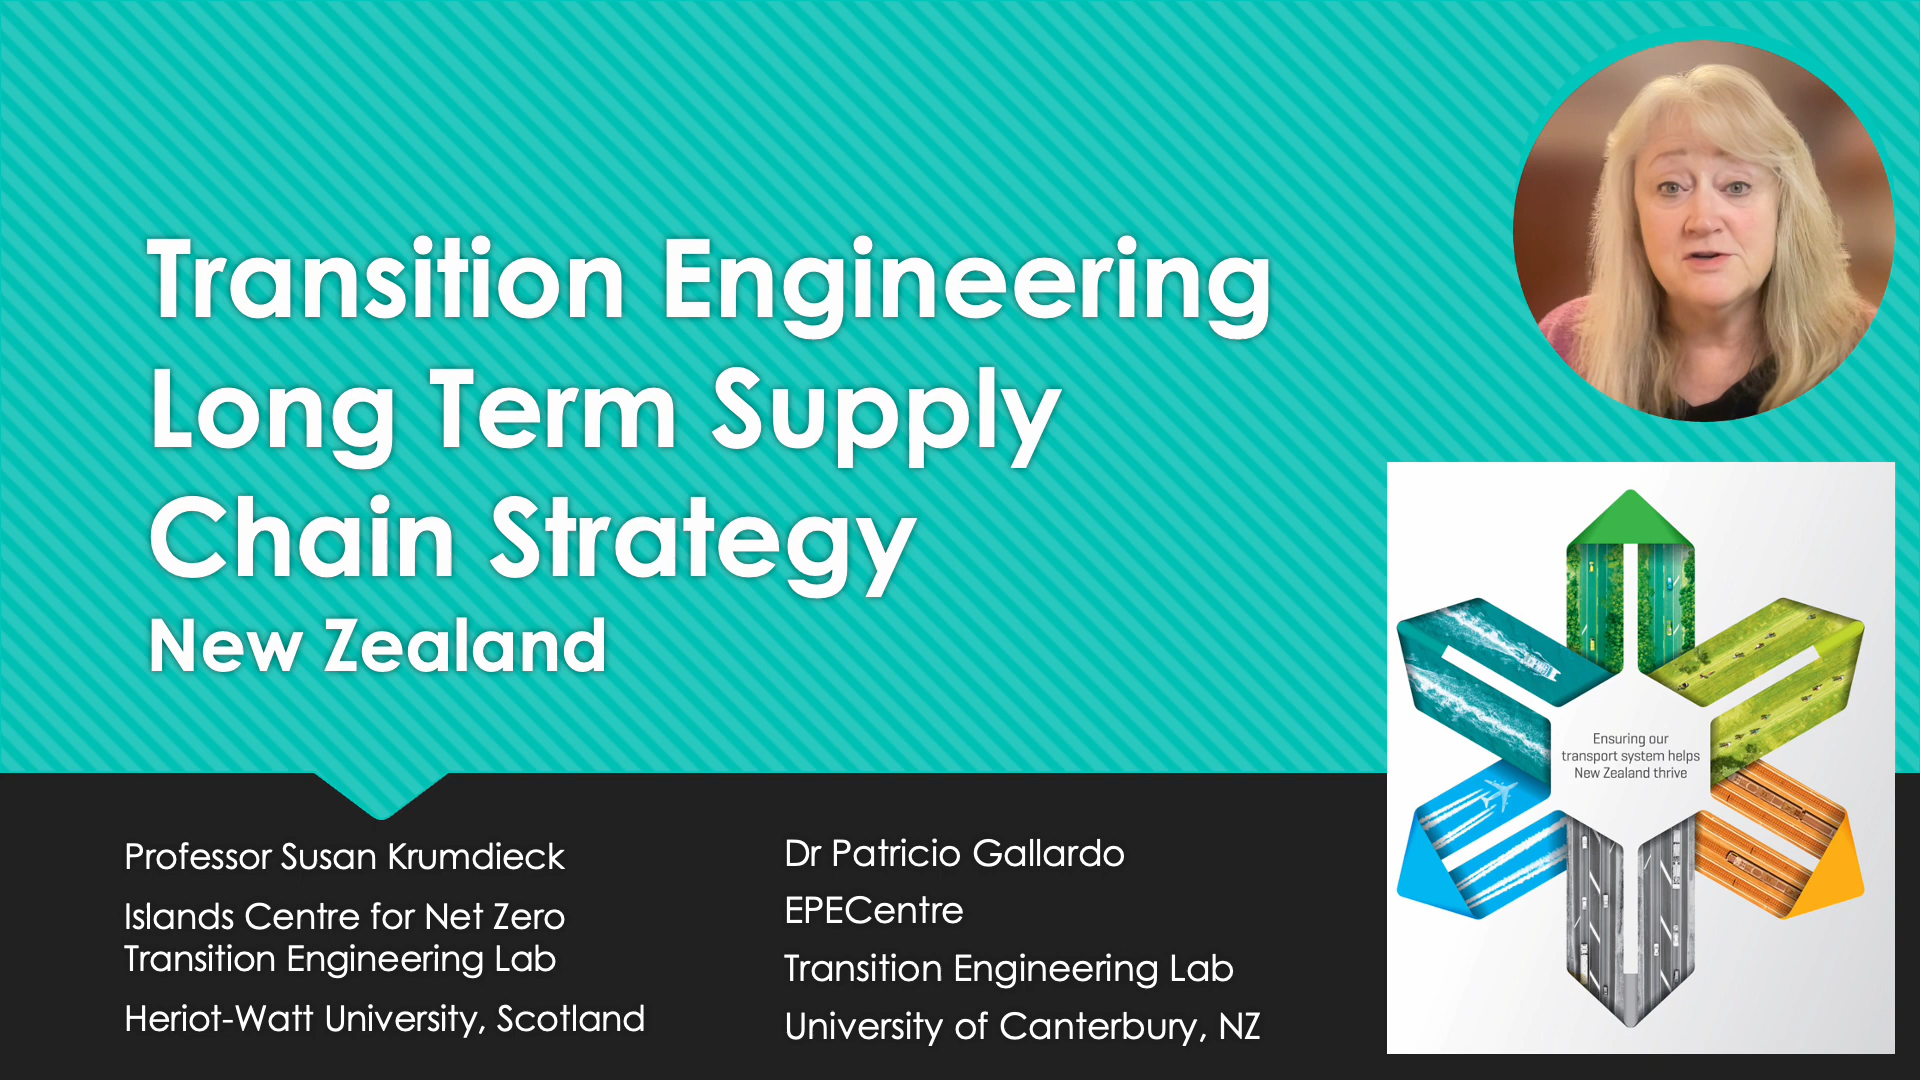 Transition Engineering
Long Term Supply
Chain Strategy
New Zealand
Professor Susan Krumdieck
Islands Centre for Net Zero
Transition Engineering Lab
Heriot-Watt University, Scotland
Dr Patricio Gallardo
EPECentre
Transition Engineering Lab
University of Canterbury, NZ
Ensuring our
transport system helps
New Zealand thrive